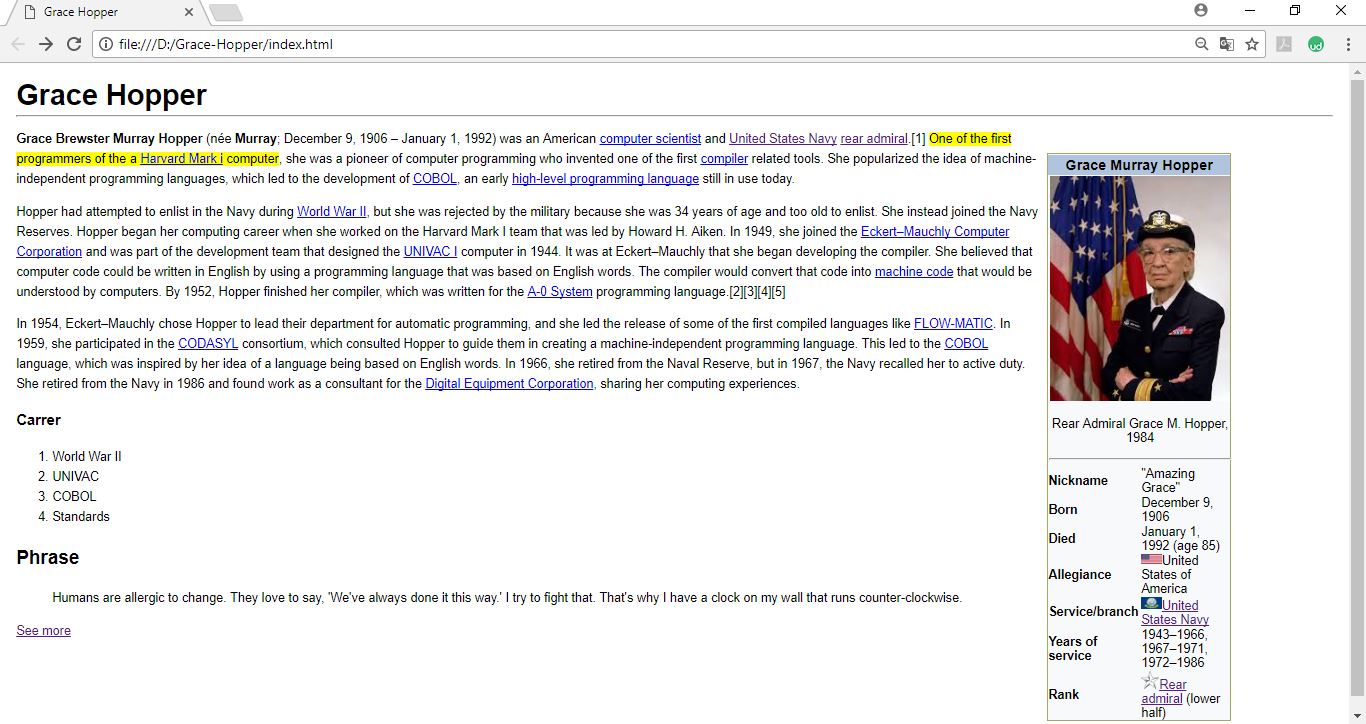 Grace Hopper
file:///D:/Grace-Hopper/index.html
ud
Grace Hopper
Grace Brewster Murray Hopper (née Murray; December 9, 1906 – January 1, 1992) was an American computer scientist and United States Navy rear admiral.[1] One of the first
programmers of the a Harvard Mark I computer, she was a pioneer of computer programming who invented one of the first compiler related tools. She popularized the idea of machine-
independent programming languages, which led to the development of COBOL, an early high-level programming language still in use today.
Hopper had attempted to enlist in the Navy during World War II, but she was rejected by the military because she was 34 years of age and too old to enlist. She instead joined the Navy
Reserves. Hopper began her computing career when she worked on the Harvard Mark I team that was led by Howard H. Aiken. In 1949, she joined the Eckert–Mauchly Computer
Corporation and was part of the development team that designed the UNIVAC I computer in 1944. It was at Eckert–Mauchly that she began developing the compiler. She believed that
computer code could be written in English by using a programming language that was based on English words. The compiler would convert that code into machine code that would be
understood by computers. By 1952, Hopper finished her compiler, which was written for the A-0 System programming language.[2][3][4][5]
In 1954, Eckert–Mauchly chose Hopper to lead their department for automatic programming, and she led the release of some of the first compiled languages like FLOW-MATIC. In
1959, she participated in the CODASYL consortium, which consulted Hopper to guide them in creating a machine-independent programming language. This led to the COBOL
language, which was inspired by her idea of a language being based on English words. In 1966, she retired from the Naval Reserve, but in 1967, the Navy recalled her to active duty.
She retired from the Navy in 1986 and found work as a consultant for the Digital Equipment Corporation, sharing her computing experiences.
Carrer
1. World War II
2. UNIVAC
3. COBOL
4. Standards
Phrase
Humans are allergic to change. They love to say, 'We've always done it this way.' I try to fight that. That's why I have a clock on my wall that runs counter-clockwise.
See more
Grace Murray Hopper
Rear Admiral Grace M. Hopper,
1984
Nickname "Amazing
Grace"
Born December 9,
1906
Died January 1,
1992 (age 85)
Allegiance United
States of
America
Service/branch United
States Navy
Years of
service 1943–1966,
1967–1971,
1972–1986
Rank Rear
admiral (lower
half)